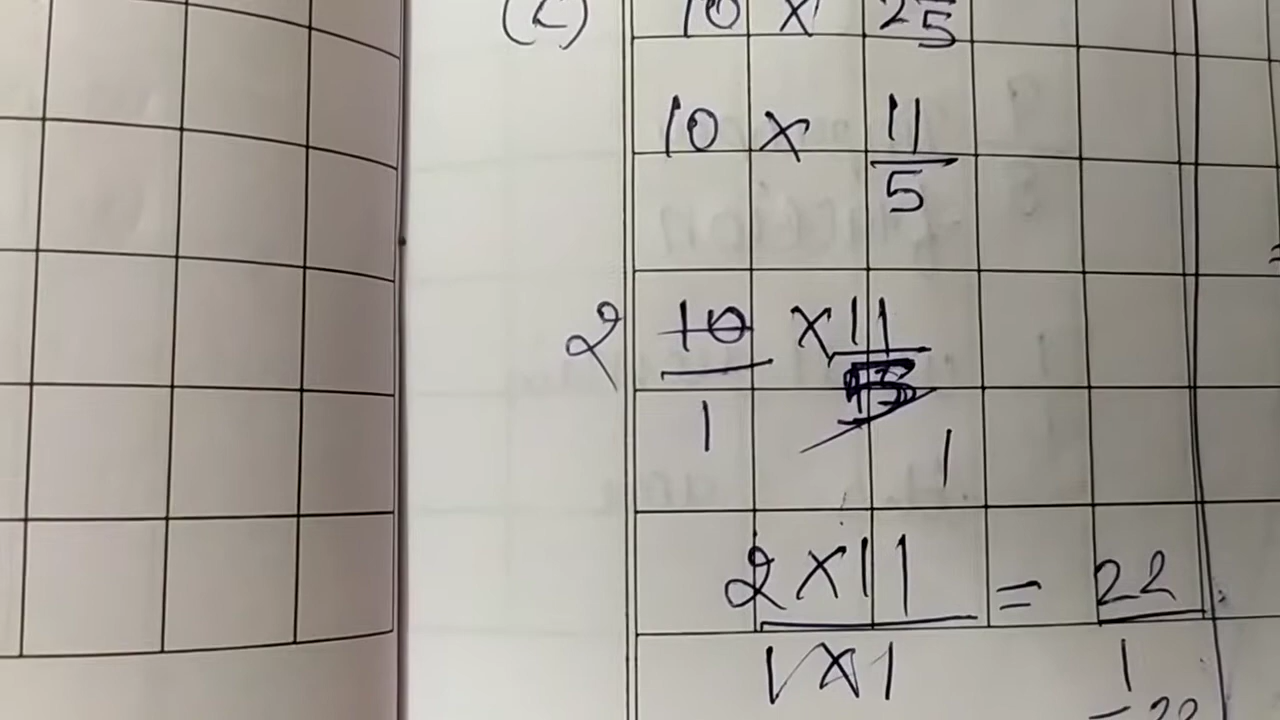 (c) 10 × 2 1/5
10 × 11/5
2 10/1 × 11/5 1
2 × 11 / 1 × 1 = 22/1
= 22